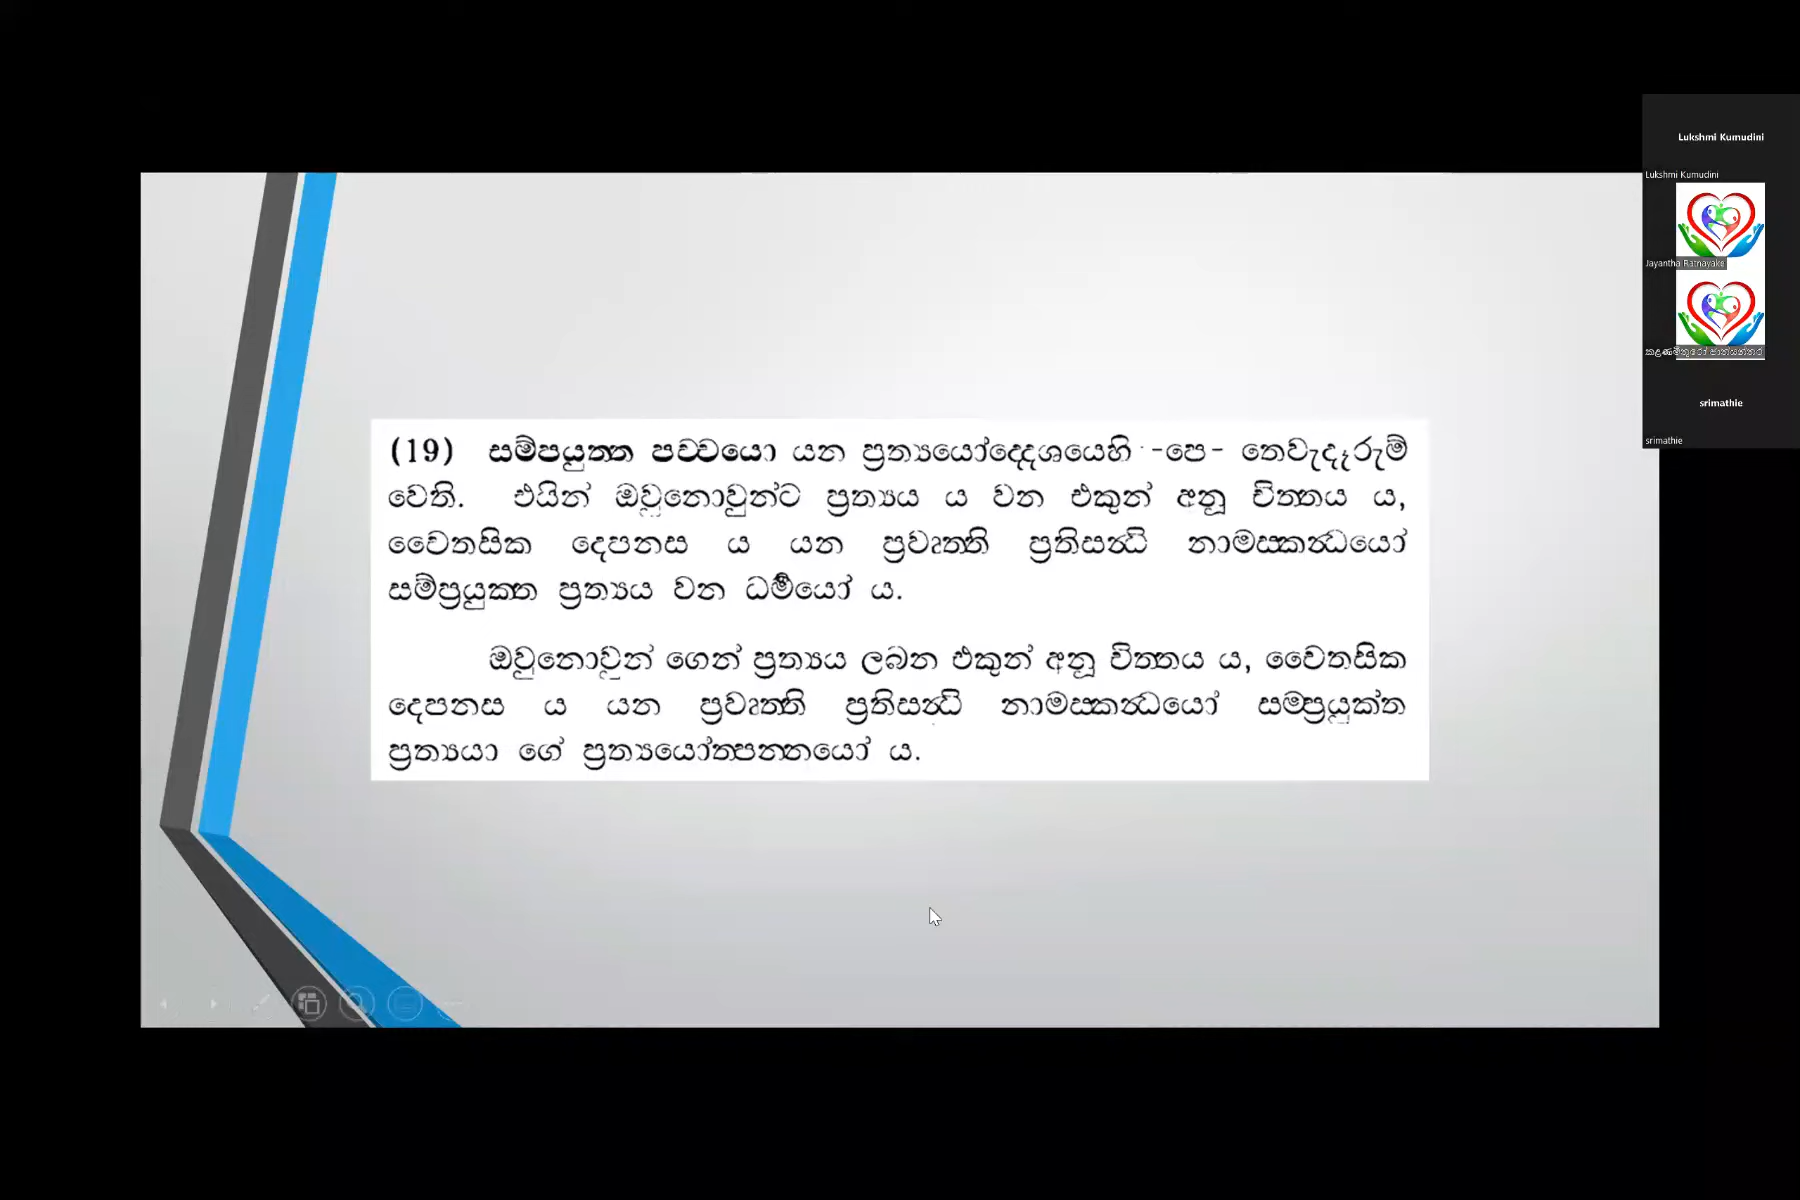 (19) සම්පයුත්ත පච්චයො යන ප්‍රත්‍යයෝද්දෙශයෙහි -පෙ- තෙවැදෑරුම්
වෙති. එයින් ඔවුනොවුන්ට ප්‍රත්‍යය ය වන එකුන් අනූ චිත්තය ය,
චෛතසික දෙපනස ය යන ප්‍රවෘත්ති ප්‍රතිසන්ධි නාමස්කන්ධයෝ
සම්ප්‍රයුක්ත ප්‍රත්‍යය වන ධර්‍මයෝ ය.
ඔවුනොවුන් ගෙන් ප්‍රත්‍යය ලබන එකුන් අනූ චිත්තය ය, චෛතසික
දෙපනස ය යන ප්‍රවෘත්ති ප්‍රතිසන්ධි නාමස්කන්ධයෝ සම්ප්‍රයුක්ත
ප්‍රත්‍යයා ගේ ප්‍රත්‍යයෝත්පන්නයෝ ය.
Lukshmi Kumudini
Lukshmi Kumudini
Jayantha Ratnayake
srimathie
srimathie